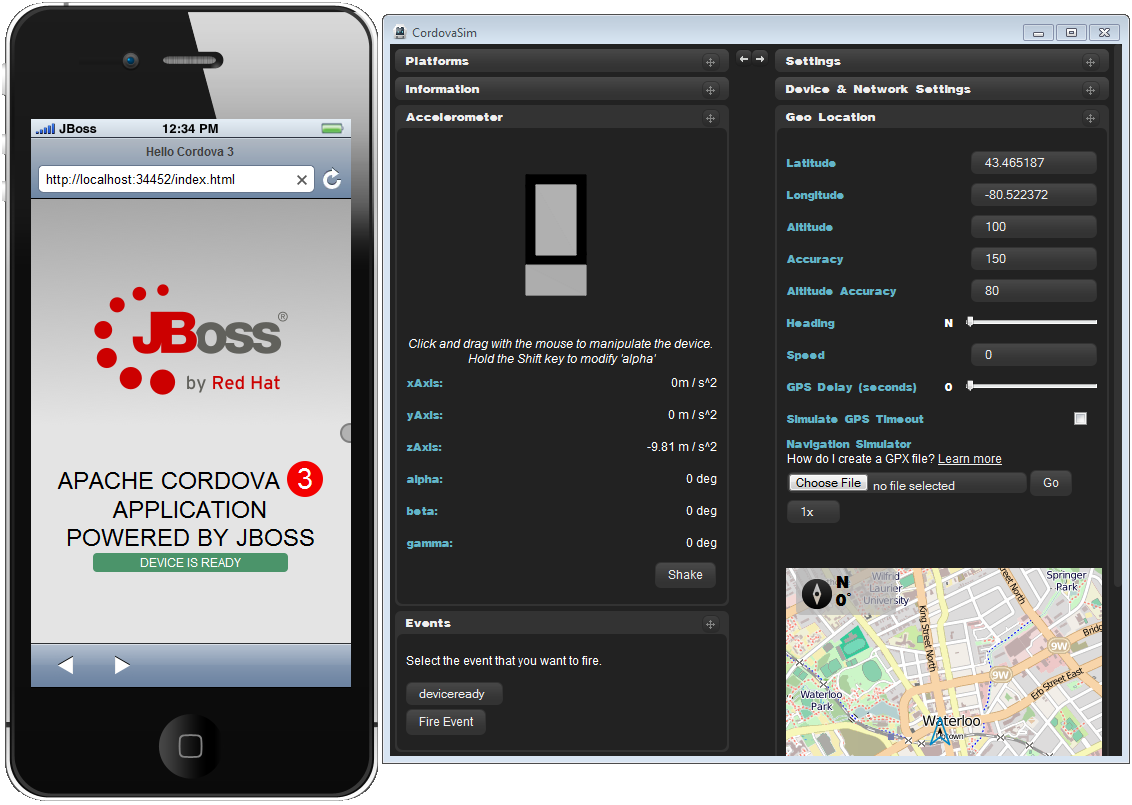 JBoss
12:34 PM
Hello Cordova 3
http://localhost:34452/index.html
JBoss®
by Red Hat
APACHE CORDOVA 3
APPLICATION
POWERED BY JBOSS
DEVICE IS READY
CordovaSim
Platforms
Information
Accelerometer
Click and drag with the mouse to manipulate the device.
Hold the Shift key to modify 'alpha'
xAxis: 0m / s^2
yAxis: 0 m / s^2
zAxis: -9.81 m / s^2
alpha: 0 deg
beta: 0 deg
gamma: 0 deg
Shake
Events
Select the event that you want to fire.
deviceready
Fire Event
Settings
Device & Network Settings
Geo Location
Latitude 43.465187
Longitude -80.522372
Altitude 100
Accuracy 150
Altitude Accuracy 80
Heading N
Speed 0
GPS Delay (seconds) 0
Simulate GPS Timeout
Navigation Simulator
How do I create a GPX file? Learn more
Choose File no file selected
Go
1x
N
0°
Wilfrid
Laurier
University
Springer
Park
King Street North
Street North
Bridg
9W
9W
Erb Street East
Waterloo
Park
Waterloo